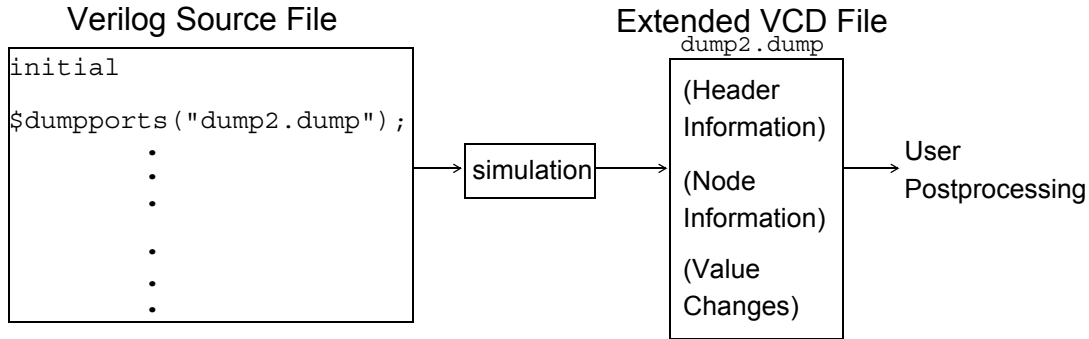 Verilog Source File
initial
$dumpports("dump2.dump");
simulation
Extended VCD File
dump2.dump
(Header
Information)
(Node
Information)
(Value
Changes)
User
Postprocessing